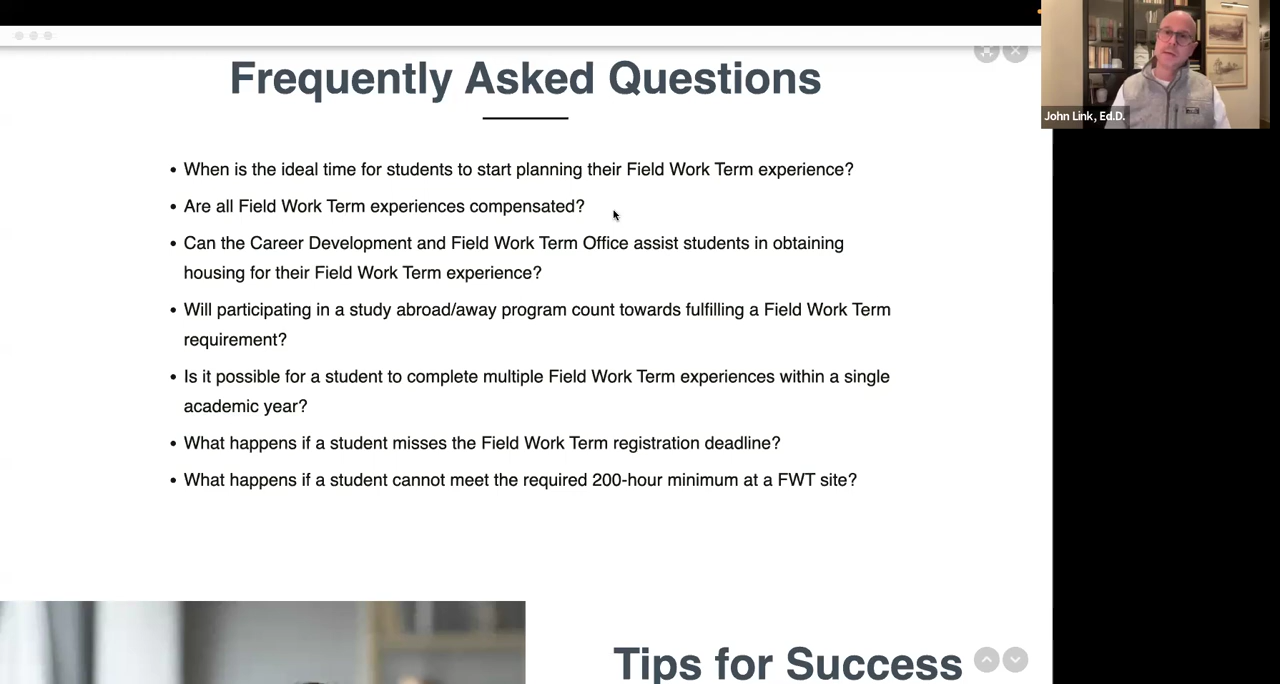 Frequently Asked Questions
John Link, Ed.D.
• When is the ideal time for students to start planning their Field Work Term experience?
• Are all Field Work Term experiences compensated?
• Can the Career Development and Field Work Term Office assist students in obtaining
housing for their Field Work Term experience?
• Will participating in a study abroad/away program count towards fulfilling a Field Work Term
requirement?
• Is it possible for a student to complete multiple Field Work Term experiences within a single
academic year?
• What happens if a student misses the Field Work Term registration deadline?
• What happens if a student cannot meet the required 200-hour minimum at a FWT site?
Tips for Success